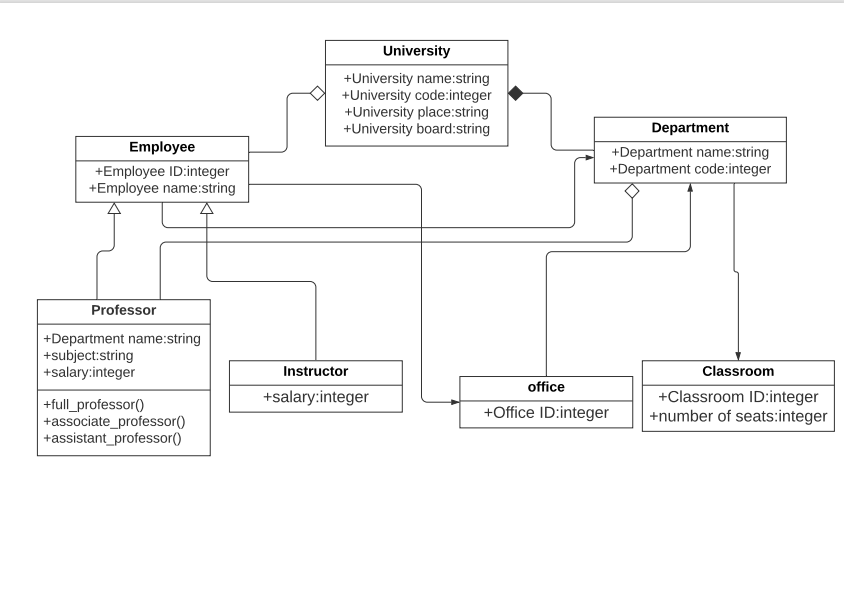 University
+University name:string
+University code:integer
+University place:string
+University board:string
Department
+Department name:string
+Department code:integer
Employee
+Employee ID:integer
+Employee name:string
Professor
+Department name:string
+subject:string
+salary:integer
+full_professor()
+associate_professor()
+assistant_professor()
Instructor
+salary:integer
office
+Office ID:integer
Classroom
+Classroom ID:integer
+number of seats:integer